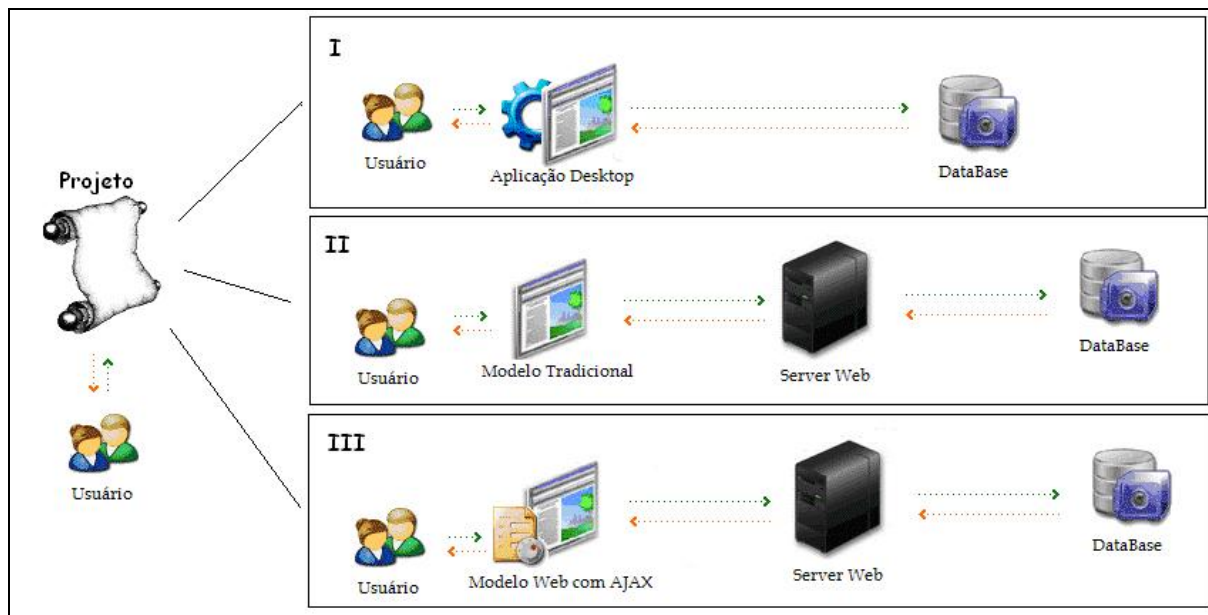 Projeto
Usuário
I
Usuário
Aplicação Desktop
DataBase
II
Usuário
Modelo Tradicional
Server Web
DataBase
III
Usuário
Modelo Web com AJAX
Server Web
DataBase